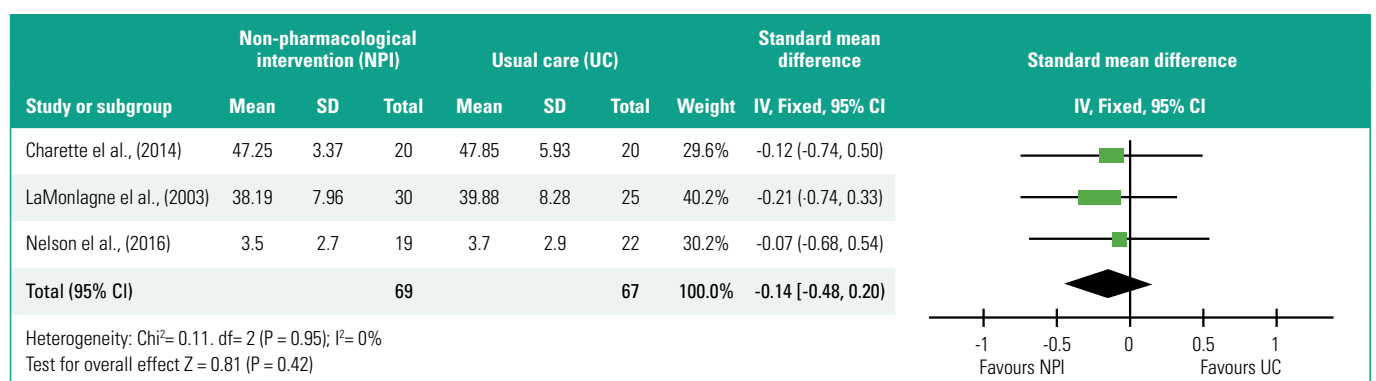 Non-pharmacological intervention (NPI) Usual care (UC) Standard mean difference Standard mean difference
Study or subgroup Mean SD Total Mean SD Total Weight IV, Fixed, 95% CI IV, Fixed, 95% CI
Charette el al., (2014) 47.25 3.37 20 47.85 5.93 20 29.6% -0.12 (-0.74, 0.50)
LaMonlagne el al., (2003) 38.19 7.96 30 39.88 8.28 25 40.2% -0.21 (·0.74, 0.33)
Nelson el al., (2016) 3.5 2.7 19 3.7 2.9 22 30.2% -0.07 (-0.68, 0.54)
Total (95% CI) 69 67 100.0% -0.14 [-0.48, 0.20)
Heterogeneity: Chi²= 0.11. df= 2 (P = 0.95); I²= 0%
Test for overall effect Z = 0.81 (P = 0.42)
-1 -0.5 0 0.5 1
Favours NPI Favours UC